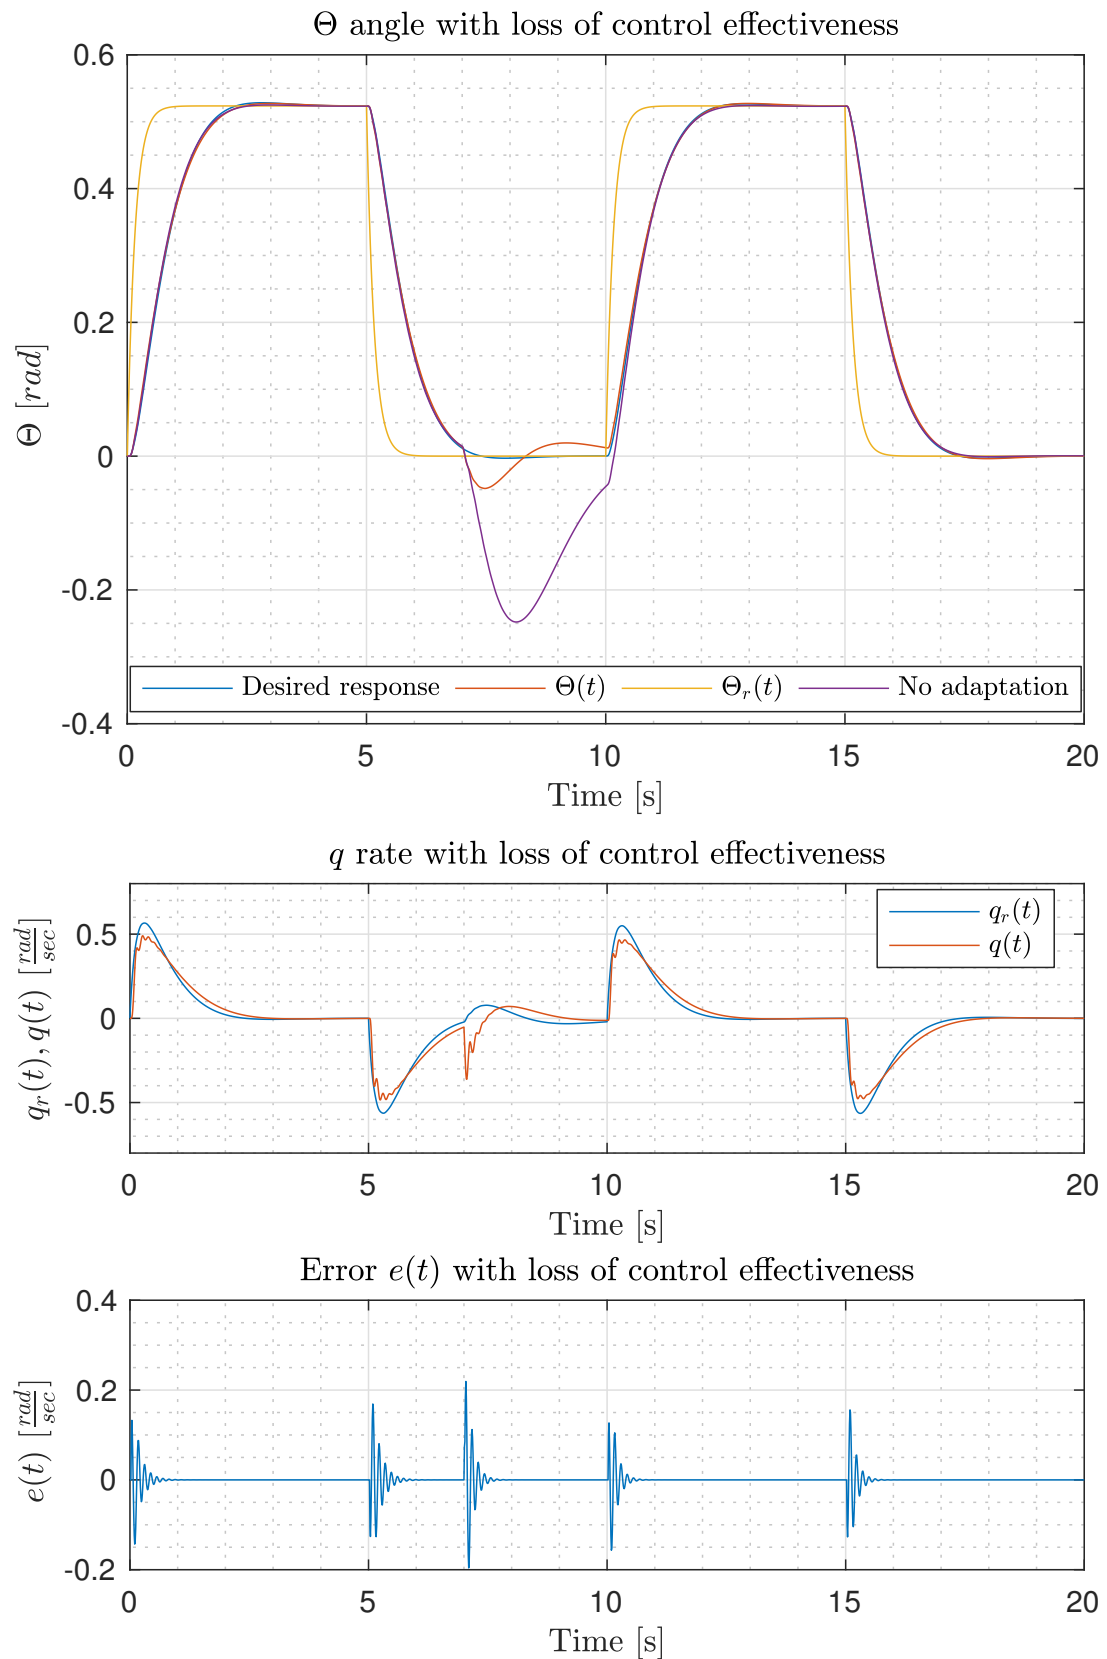 Θ angle with loss of control effectiveness
0.6
0.4
0.2
0
-0.2
-0.4
Θ [rad]
Desired response Θ(t) Θr(t) No adaptation
0 5 10 15 20
Time [s]
q rate with loss of control effectiveness
0.5
0
-0.5
qr(t), q(t) [rad/sec]
qr(t)
q(t)
0 5 10 15 20
Time [s]
Error e(t) with loss of control effectiveness
0.4
0.2
0
-0.2
e(t) [rad/sec]
0 5 10 15 20
Time [s]